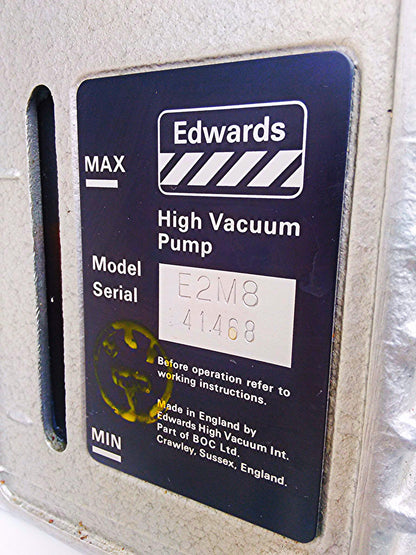 Edwards
MAX
High Vacuum
Pump
Model E2M8
Serial 41468
Before operation refer to
working instructions.
Made in England by
Edwards High Vacuum Int.
Part of BOC Ltd.
Crawley, Sussex, England.
MIN